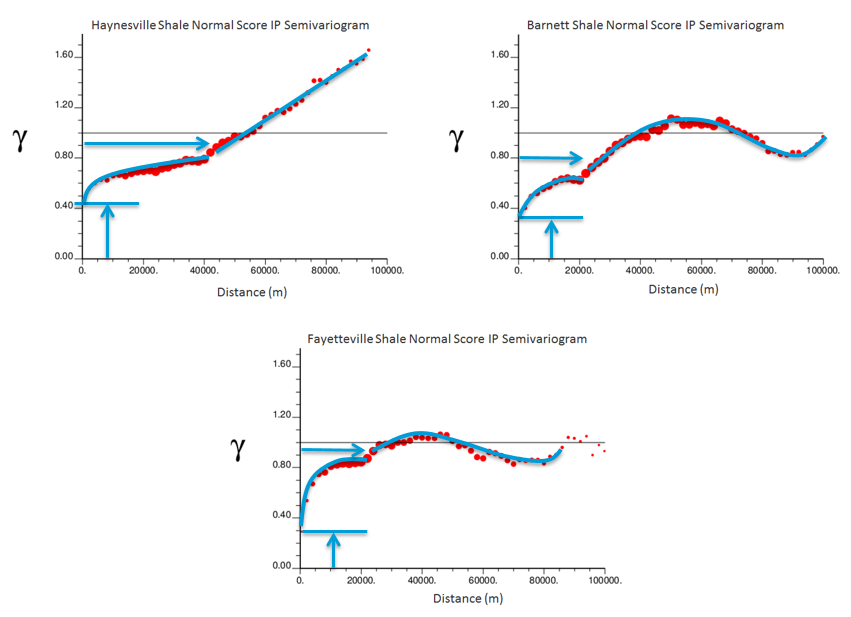 Haynesville Shale Normal Score IP Semivariogram
1.60
1.20
γ
0.80
0.40
0.00
0. 20000. 40000. 60000. 80000. 100000.
Distance (m)
Barnett Shale Normal Score IP Semivariogram
1.60
1.20
γ
0.80
0.40
0.00
0. 20000. 40000. 60000. 80000. 100000.
Distance (m)
Fayetteville Shale Normal Score IP Semivariogram
1.60
1.20
γ
0.80
0.40
0.00
0. 20000. 40000. 60000. 80000. 100000.
Distance (m)